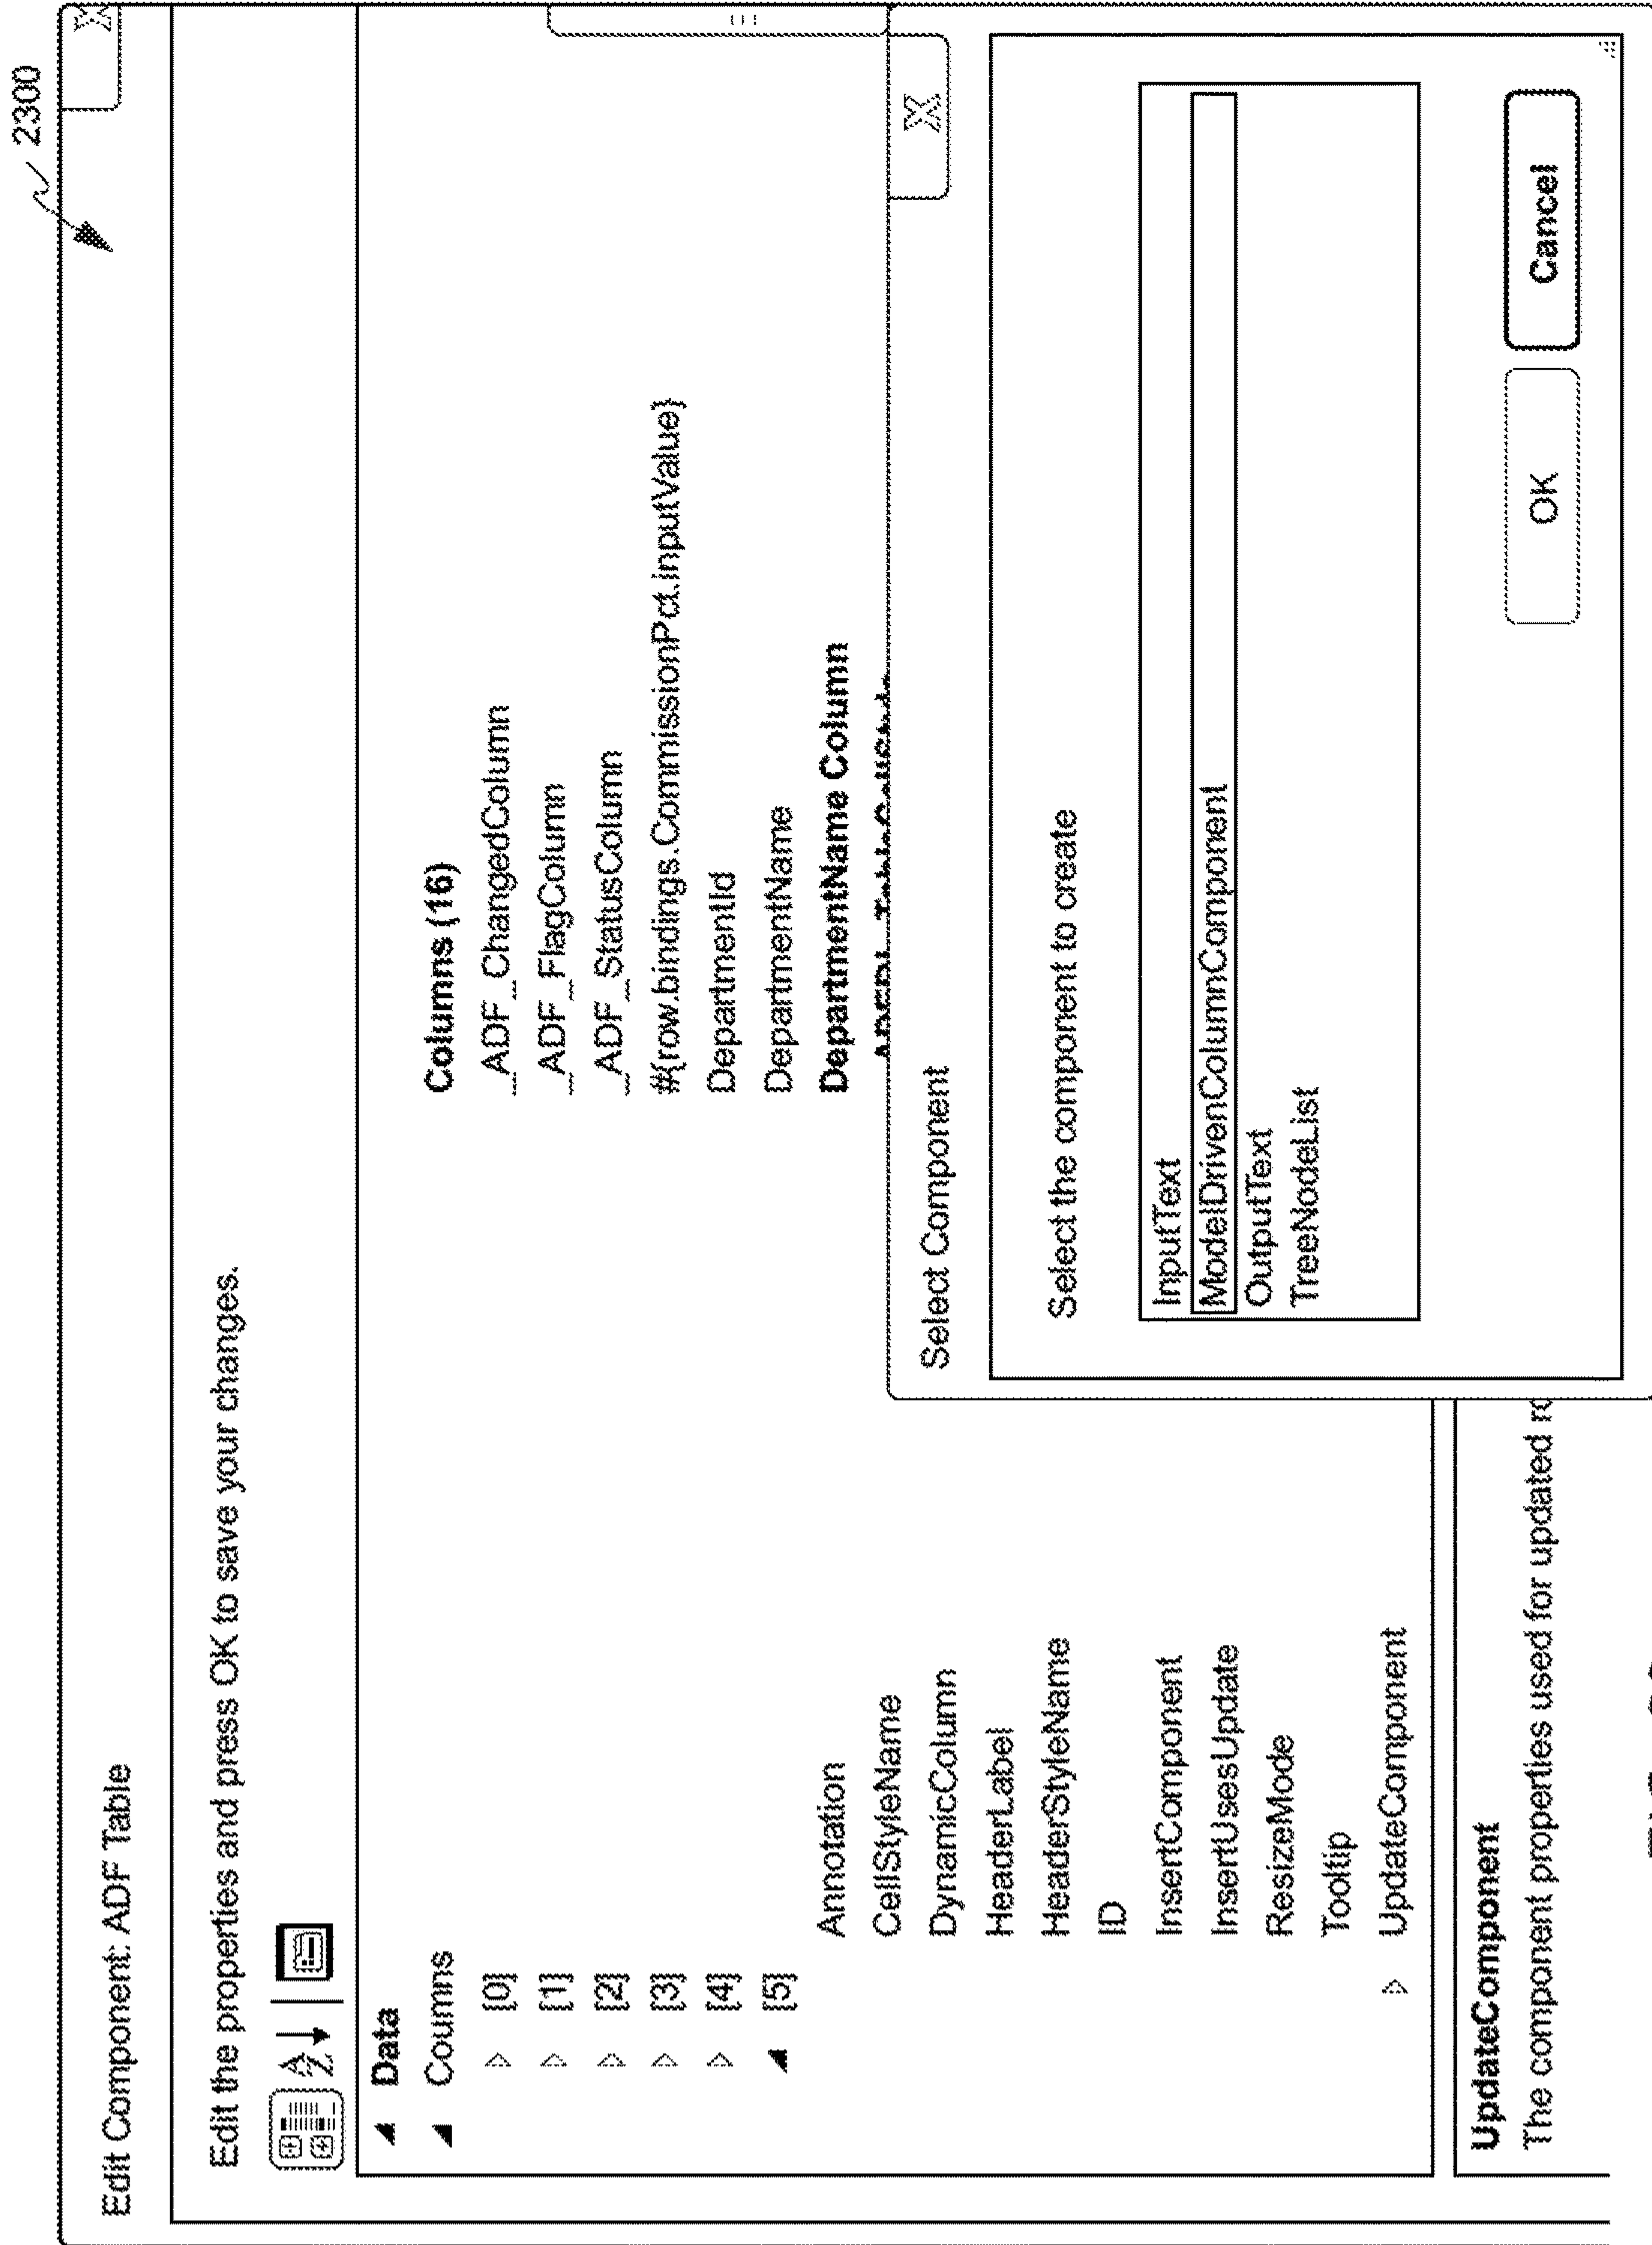 2300
Edit Component: ADF Table
X
Edit the properties and press OK to save your changes.
Data
Coumns
Columns (16)
[0]
_ADF_ChangedColumn
[1]
_ADF_FlagColumn
[2]
_ADF_StatusColumn
[3]
#{row.bindings.CommissionPct.inputValue}
[4]
DepartmentId
[5]
DepartmentName
Annotation
DepartmentName Column
CellStyleName
DynamicColumn
HeaderLabel
HeaderStyleName
ID
InsertComponent
InsertUsesUpdate
ResizeMode
Tooltip
UpdateComponent
UpdateComponent
The component properties used for updated
Select Component
X
Select the component to create
InputText
ModelDrivenColumnComponent
OutputText
TreeNodeList
OK
Cancel